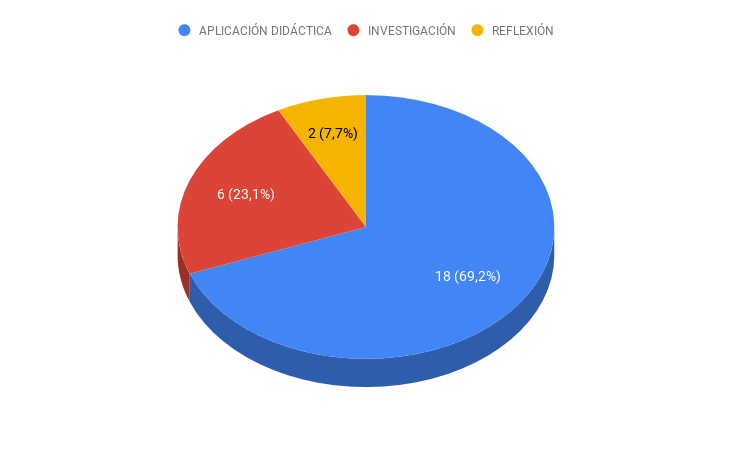 APLICACIÓN DIDÁCTICA INVESTIGACIÓN REFLEXIÓN
2 (7,7%)
6 (23,1%)
18 (69,2%)